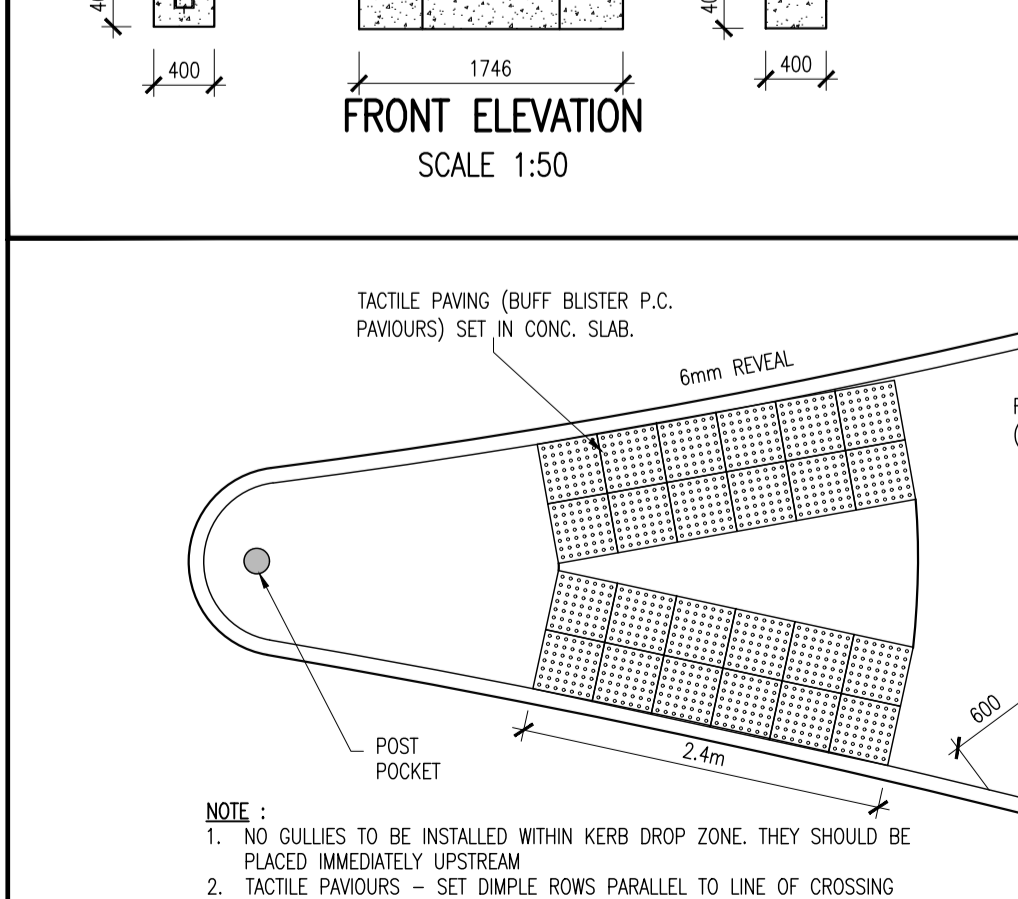 400
1746
400
FRONT ELEVATION
SCALE 1:50
TACTILE PAVING (BUFF BLISTER P.C.
PAVIOURS) SET IN CONC. SLAB.
6mm REVEAL
600
2.4m
POST
POCKET
NOTE :
1. NO GULLIES TO BE INSTALLED WITHIN KERB DROP ZONE. THEY SHOULD BE
PLACED IMMEDIATELY UPSTREAM
2. TACTILE PAVIOURS – SET DIMPLE ROWS PARALLEL TO LINE OF CROSSING